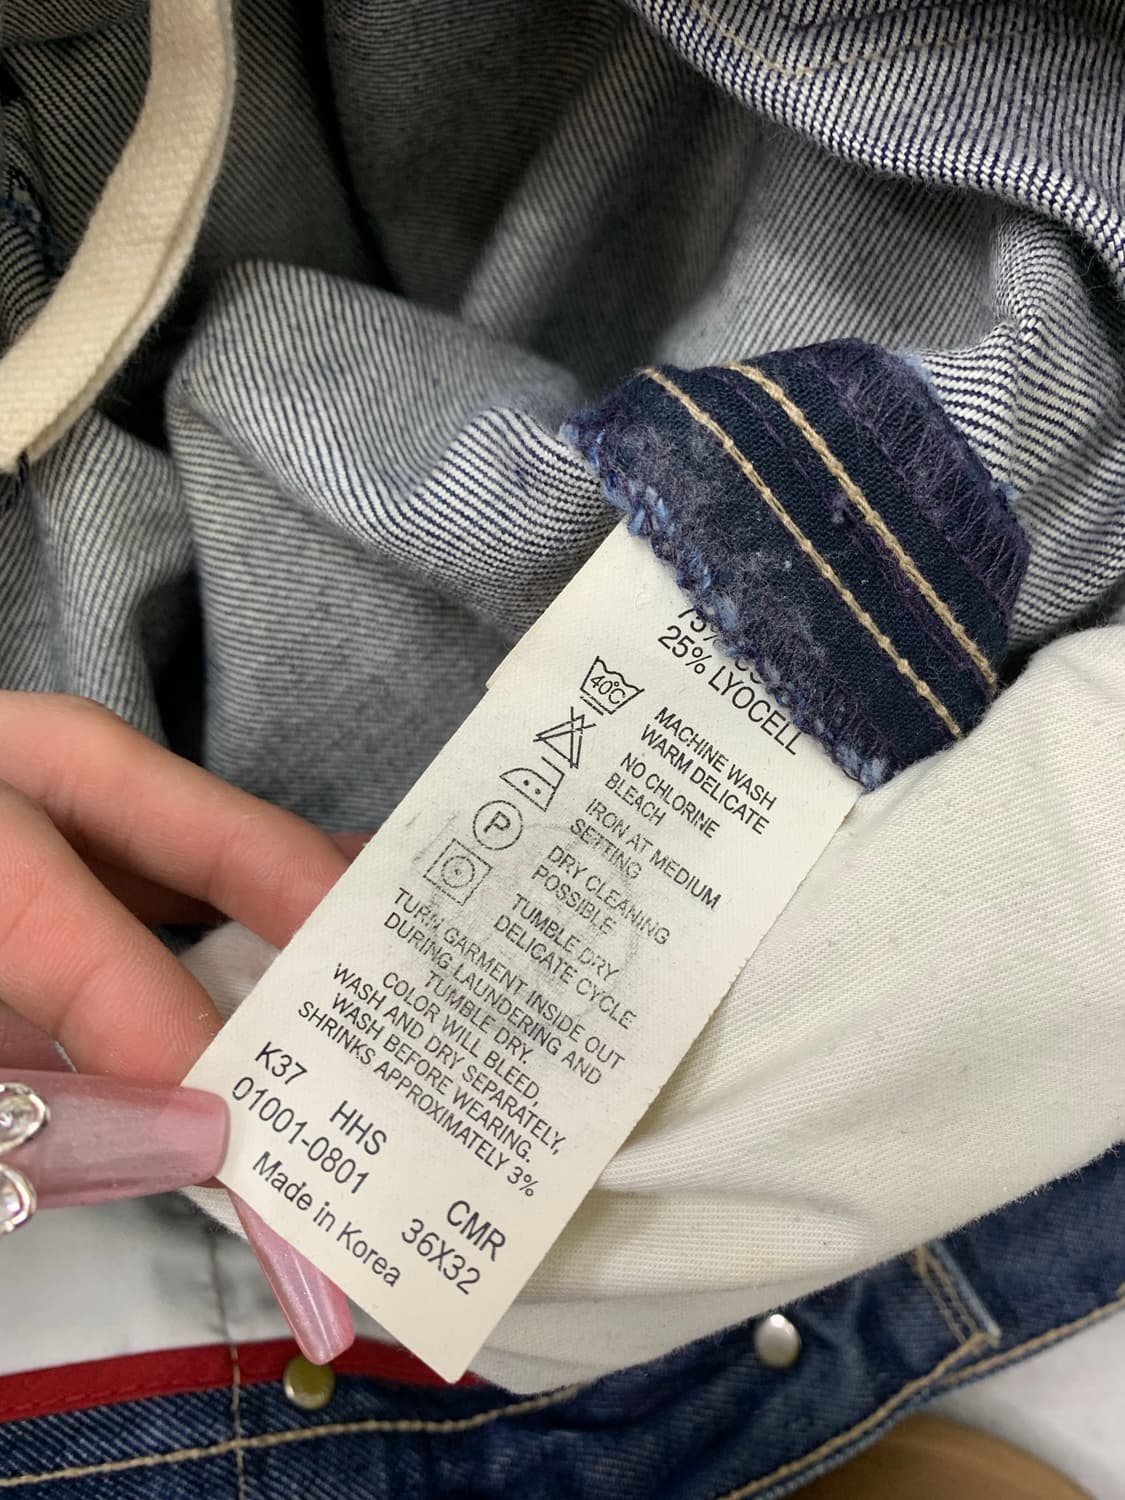 25% LYOCELL
40°C
MACHINE WASH
WARM DELICATE
NO CHLORINE
BLEACH
IRON AT MEDIUM
SETTING
P
DRY CLEANING
POSSIBLE
TUMBLE DRY,
DELICATE CYCLE
TURN GARMENT INSIDE OUT
DURING LAUNDERING AND
TUMBLE DRY.
COLOR WILL BLEED,
WASH AND DRY SEPARATELY,
WASH BEFORE WEARING.
SHRINKS APPROXIMATELY 3%
K37 HHS CMR
01001-0801 36X32
Made in Korea